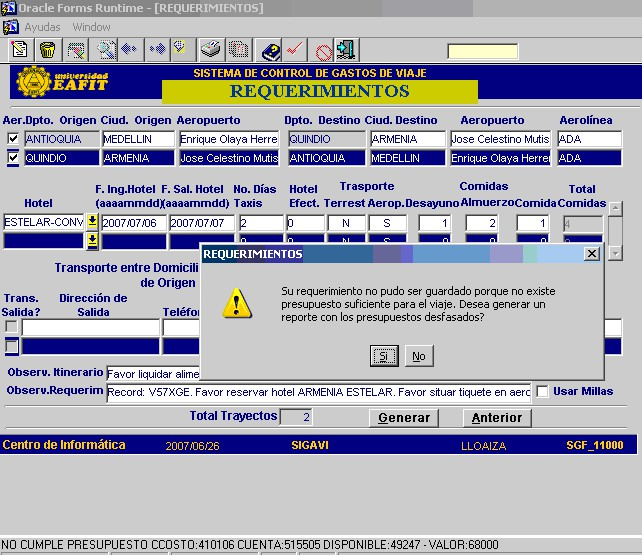 Oracle Forms Runtime - [REQUERIMIENTOS]
Ayudas Window
universidad EAFIT
SISTEMA DE CONTROL DE GASTOS DE VIAJE
REQUERIMIENTOS
Aer. Dpto. Origen Ciud. Origen Aeropuerto Dpto. Destino Ciud. Destino Aeropuerto Aerolínea
ANTIOQUIA MEDELLIN Enrique Olaya Herre QUINDIO ARMENIA Jose Celestino Mutis ADA
QUINDIO ARMENIA Jose Celestino Mutis ANTIOQUIA MEDELLIN Enrique Olaya Herre ADA
Hotel F. Ing.Hotel (aaaammdd) F. Sal. Hotel (aaaammdd) No. Días Taxis Hotel Efect. Trasporte Terrest Aerop. Comidas Desayuno Almuerzo Comida Total Comidas
ESTELAR-CONV 2007/07/06 2007/07/07 2 0 N S 1 2 1 4
Transporte entre Domicili
de Origen
Trans. Salida? Dirección de Salida Teléfo
REQUERIMIENTOS
Su requerimiento no pudo ser guardado porque no existe
presupuesto suficiente para el viaje. Desea generar un
reporte con los presupuestos desfasados?
Si No
Observ. Itinerario Favor liquidar alime
Observ.Requerim Record: V57XGE. Favor reservar hotel ARMENIA ESTELAR. Favor situar tiquete en aero Usar Millas
Total Trayectos 2 Generar Anterior
Centro de Informática 2007/06/26 SIGAVI LLOAIZA SGF_11000
NO CUMPLE PRESUPUESTO CCOSTO:410106 CUENTA:515505 DISPONIBLE:49247 - VALOR:68000